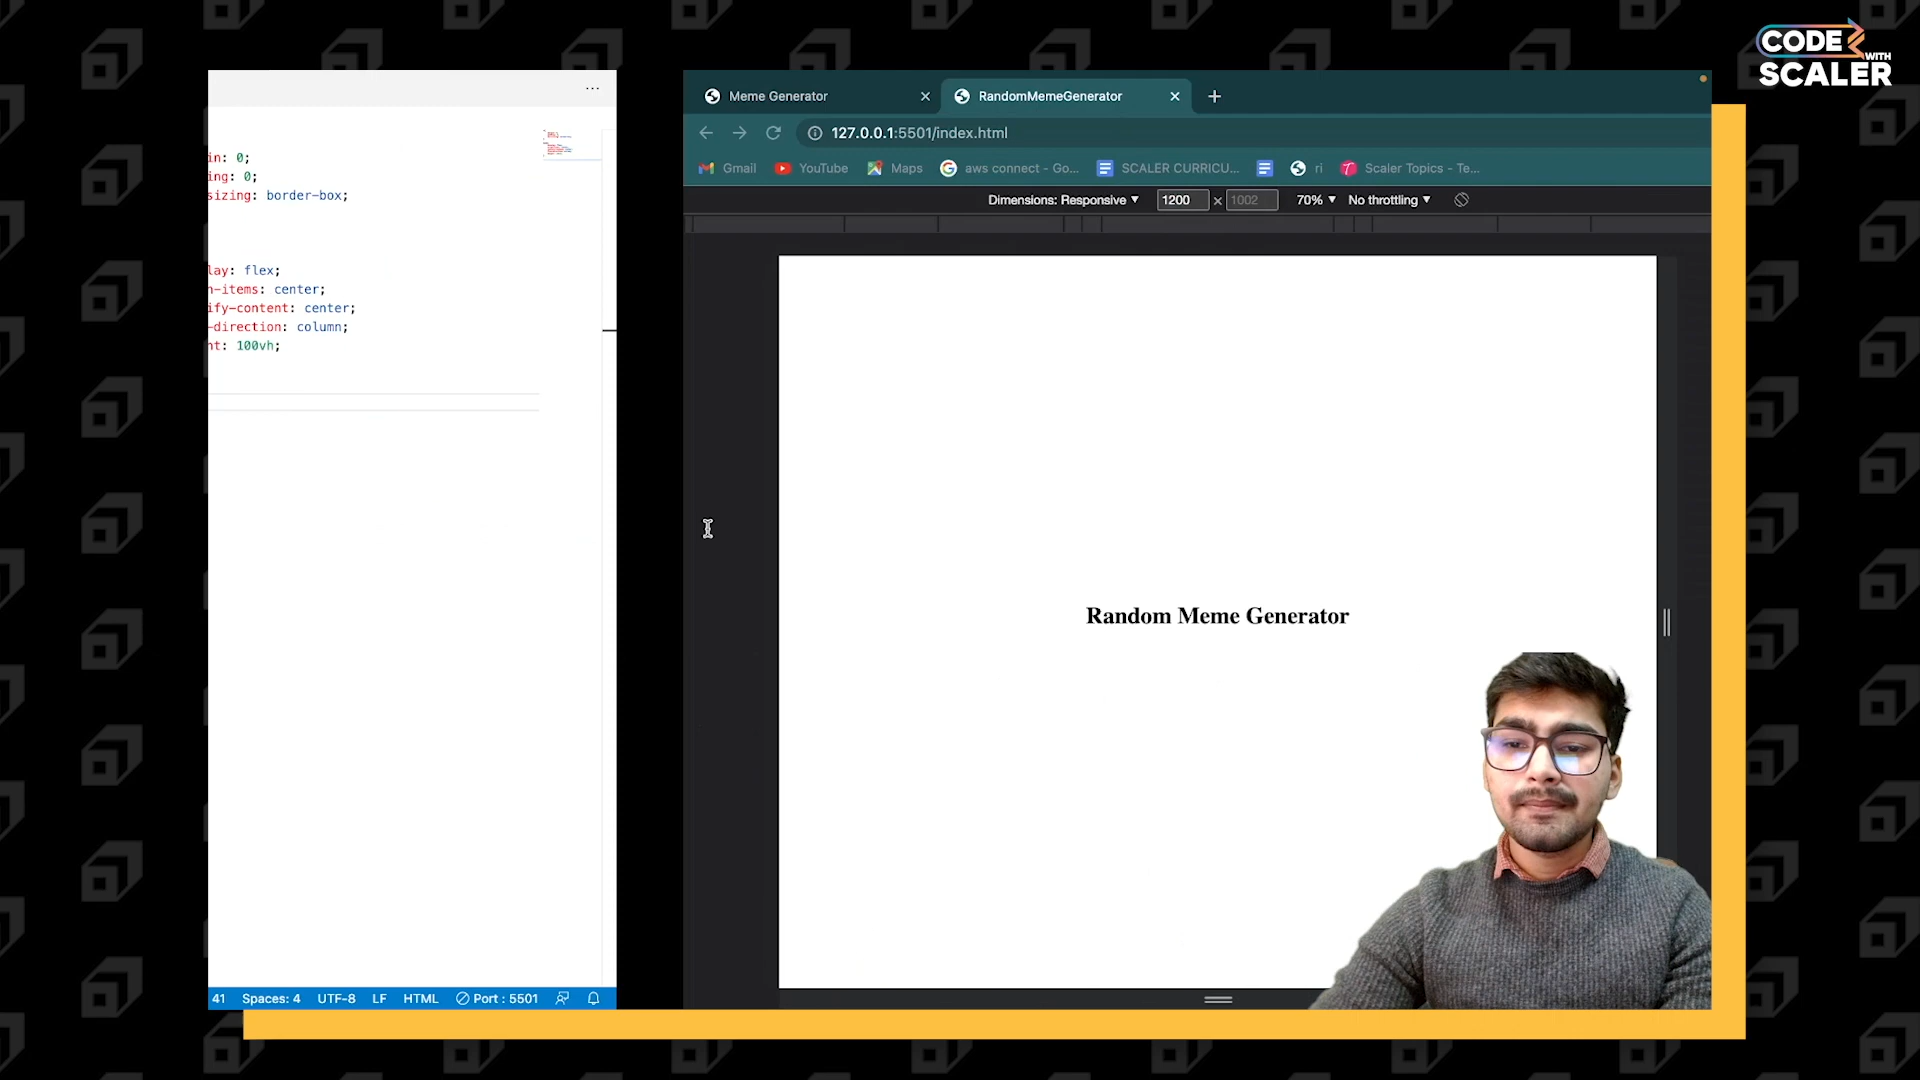 CODE
WITH
SCALER
...
in: 0;
ing: 0;
sizing: border-box;
lay: flex;
n-items: center;
ify-content: center;
-direction: column;
ht: 100vh;
41 Spaces: 4 UTF-8 LF HTML Port : 5501
Meme Generator
RandomMemeGenerator
127.0.0.1:5501/index.html
Gmail YouTube Maps aws connect - Go... SCALER CURRICU... ri Scaler Topics - Te...
Dimensions: Responsive 1200 × 1002 70% No throttling
Random Meme Generator